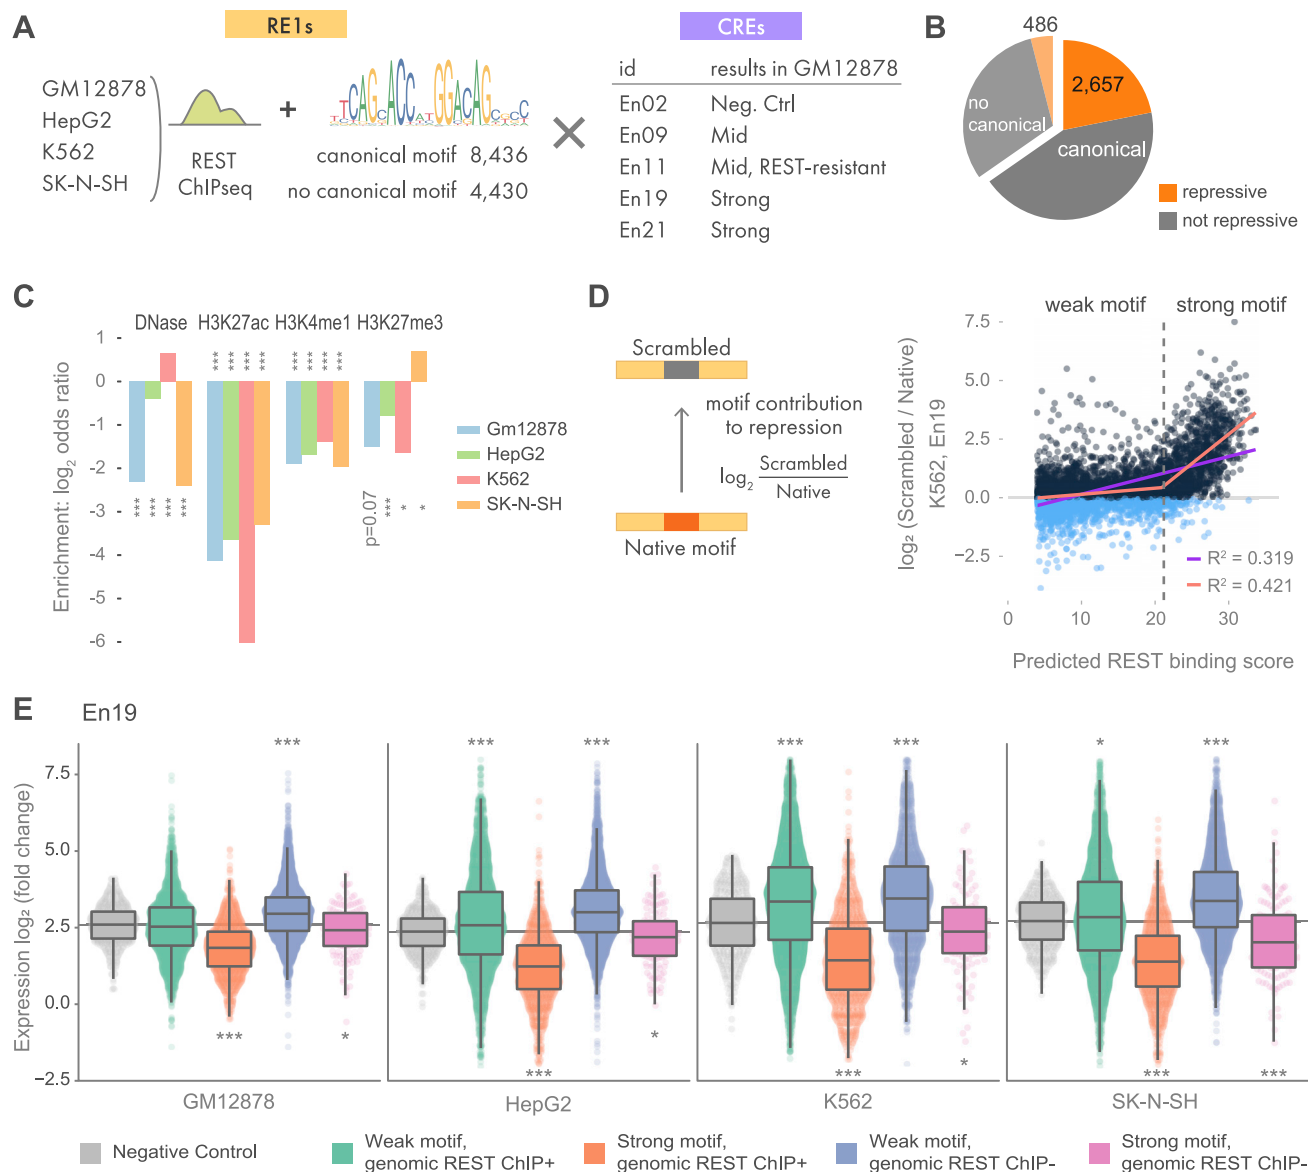 A
RE1s
CREs
GM12878
HepG2
K562
SK-N-SH
REST
ChIPseq
+
TTCAGCACCATGGACAGCGCC
canonical motif 8,436
no canonical motif 4,430
×
id results in GM12878
En02 Neg. Ctrl
En09 Mid
En11 Mid, REST-resistant
En19 Strong
En21 Strong
B
486
2,657
no
canonical
canonical
repressive
not repressive
C
DNase H3K27ac H3K4me1 H3K27me3
Enrichment: log₂ odds ratio
1
0
-1
-2
-3
-4
-5
-6
*** *** *** ***
*** *** *** ***
*** *** *** ***
p=0.07 *** * *
Gm12878
HepG2
K562
SK-N-SH
D
Scrambled
motif contribution
to repression
log₂ Scrambled
Native
Native motif
weak motif strong motif
log₂ (Scrambled / Native)
K562, En19
7.5
5.0
2.5
0.0
−2.5
R² = 0.319
R² = 0.421
0 10 20 30
Predicted REST binding score
E
En19
Expression log₂ (fold change)
7.5
5.0
2.5
0.0
−2.5
*** *** *** *** *** * ***
*** * *** * *** * *** ***
GM12878 HepG2 K562 SK-N-SH
Negative Control
Weak motif,
genomic REST ChIP+
Strong motif,
genomic REST ChIP+
Weak motif,
genomic REST ChIP−
Strong motif,
genomic REST ChIP−